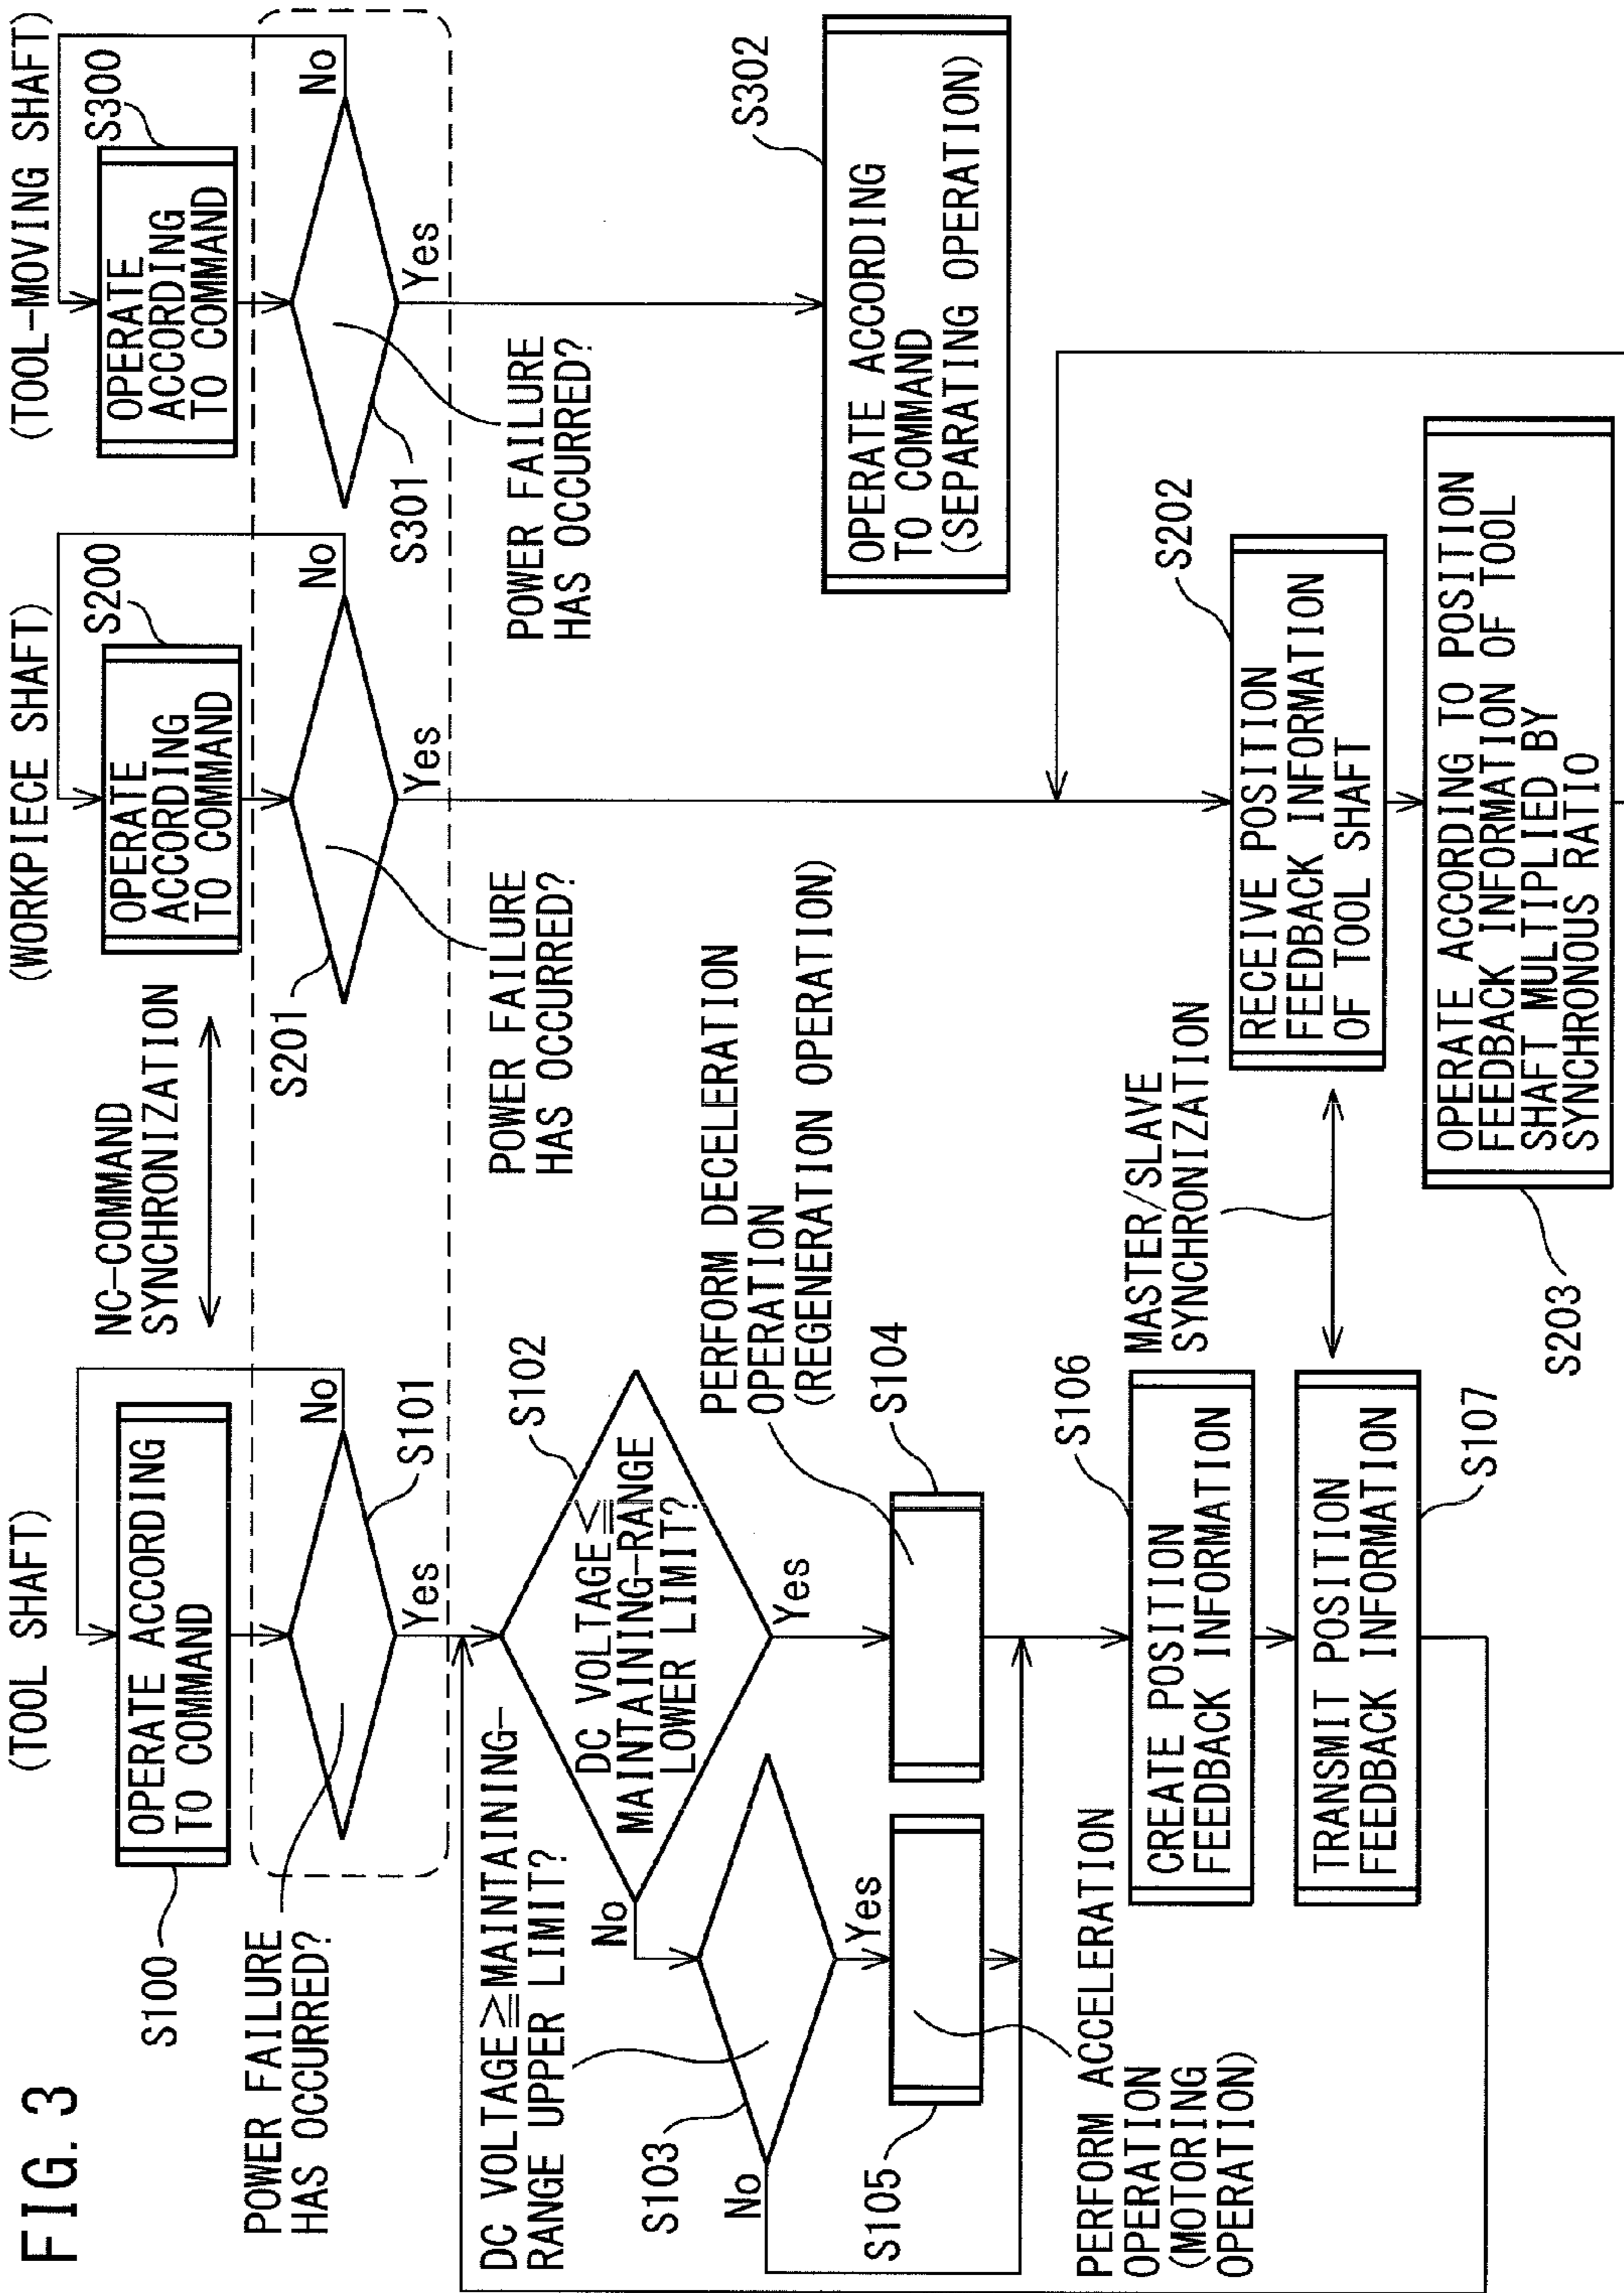 FIG. 3
(TOOL SHAFT)
S100
OPERATE ACCORDING
TO COMMAND
POWER FAILURE
HAS OCCURRED?
No
S101
Yes
DC VOLTAGE≧MAINTAINING-
RANGE UPPER LIMIT?
S102
DC VOLTAGE ≦
MAINTAINING-RANGE
LOWER LIMIT?
No
Yes
S103
No
Yes
PERFORM DECELERATION
OPERATION
(REGENERATION OPERATION)
S104
S105
PERFORM ACCELERATION
OPERATION
(MOTORING
OPERATION)
S106
CREATE POSITION
FEEDBACK INFORMATION
TRANSMIT POSITION
FEEDBACK INFORMATION
S107
NC-COMMAND
SYNCHRONIZATION
MASTER/SLAVE
SYNCHRONIZATION
(WORKPIECE SHAFT)
S200
OPERATE
ACCORDING
TO COMMAND
No
S201
Yes
POWER FAILURE
HAS OCCURRED?
S202
RECEIVE POSITION
FEEDBACK INFORMATION
OF TOOL SHAFT
OPERATE ACCORDING TO POSITION
FEEDBACK INFORMATION OF TOOL
SHAFT MULTIPLIED BY
SYNCHRONOUS RATIO
S203
(TOOL-MOVING SHAFT)
S300
OPERATE
ACCORDING
TO COMMAND
No
S301
Yes
POWER FAILURE
HAS OCCURRED?
S302
OPERATE ACCORDING
TO COMMAND
(SEPARATING OPERATION)